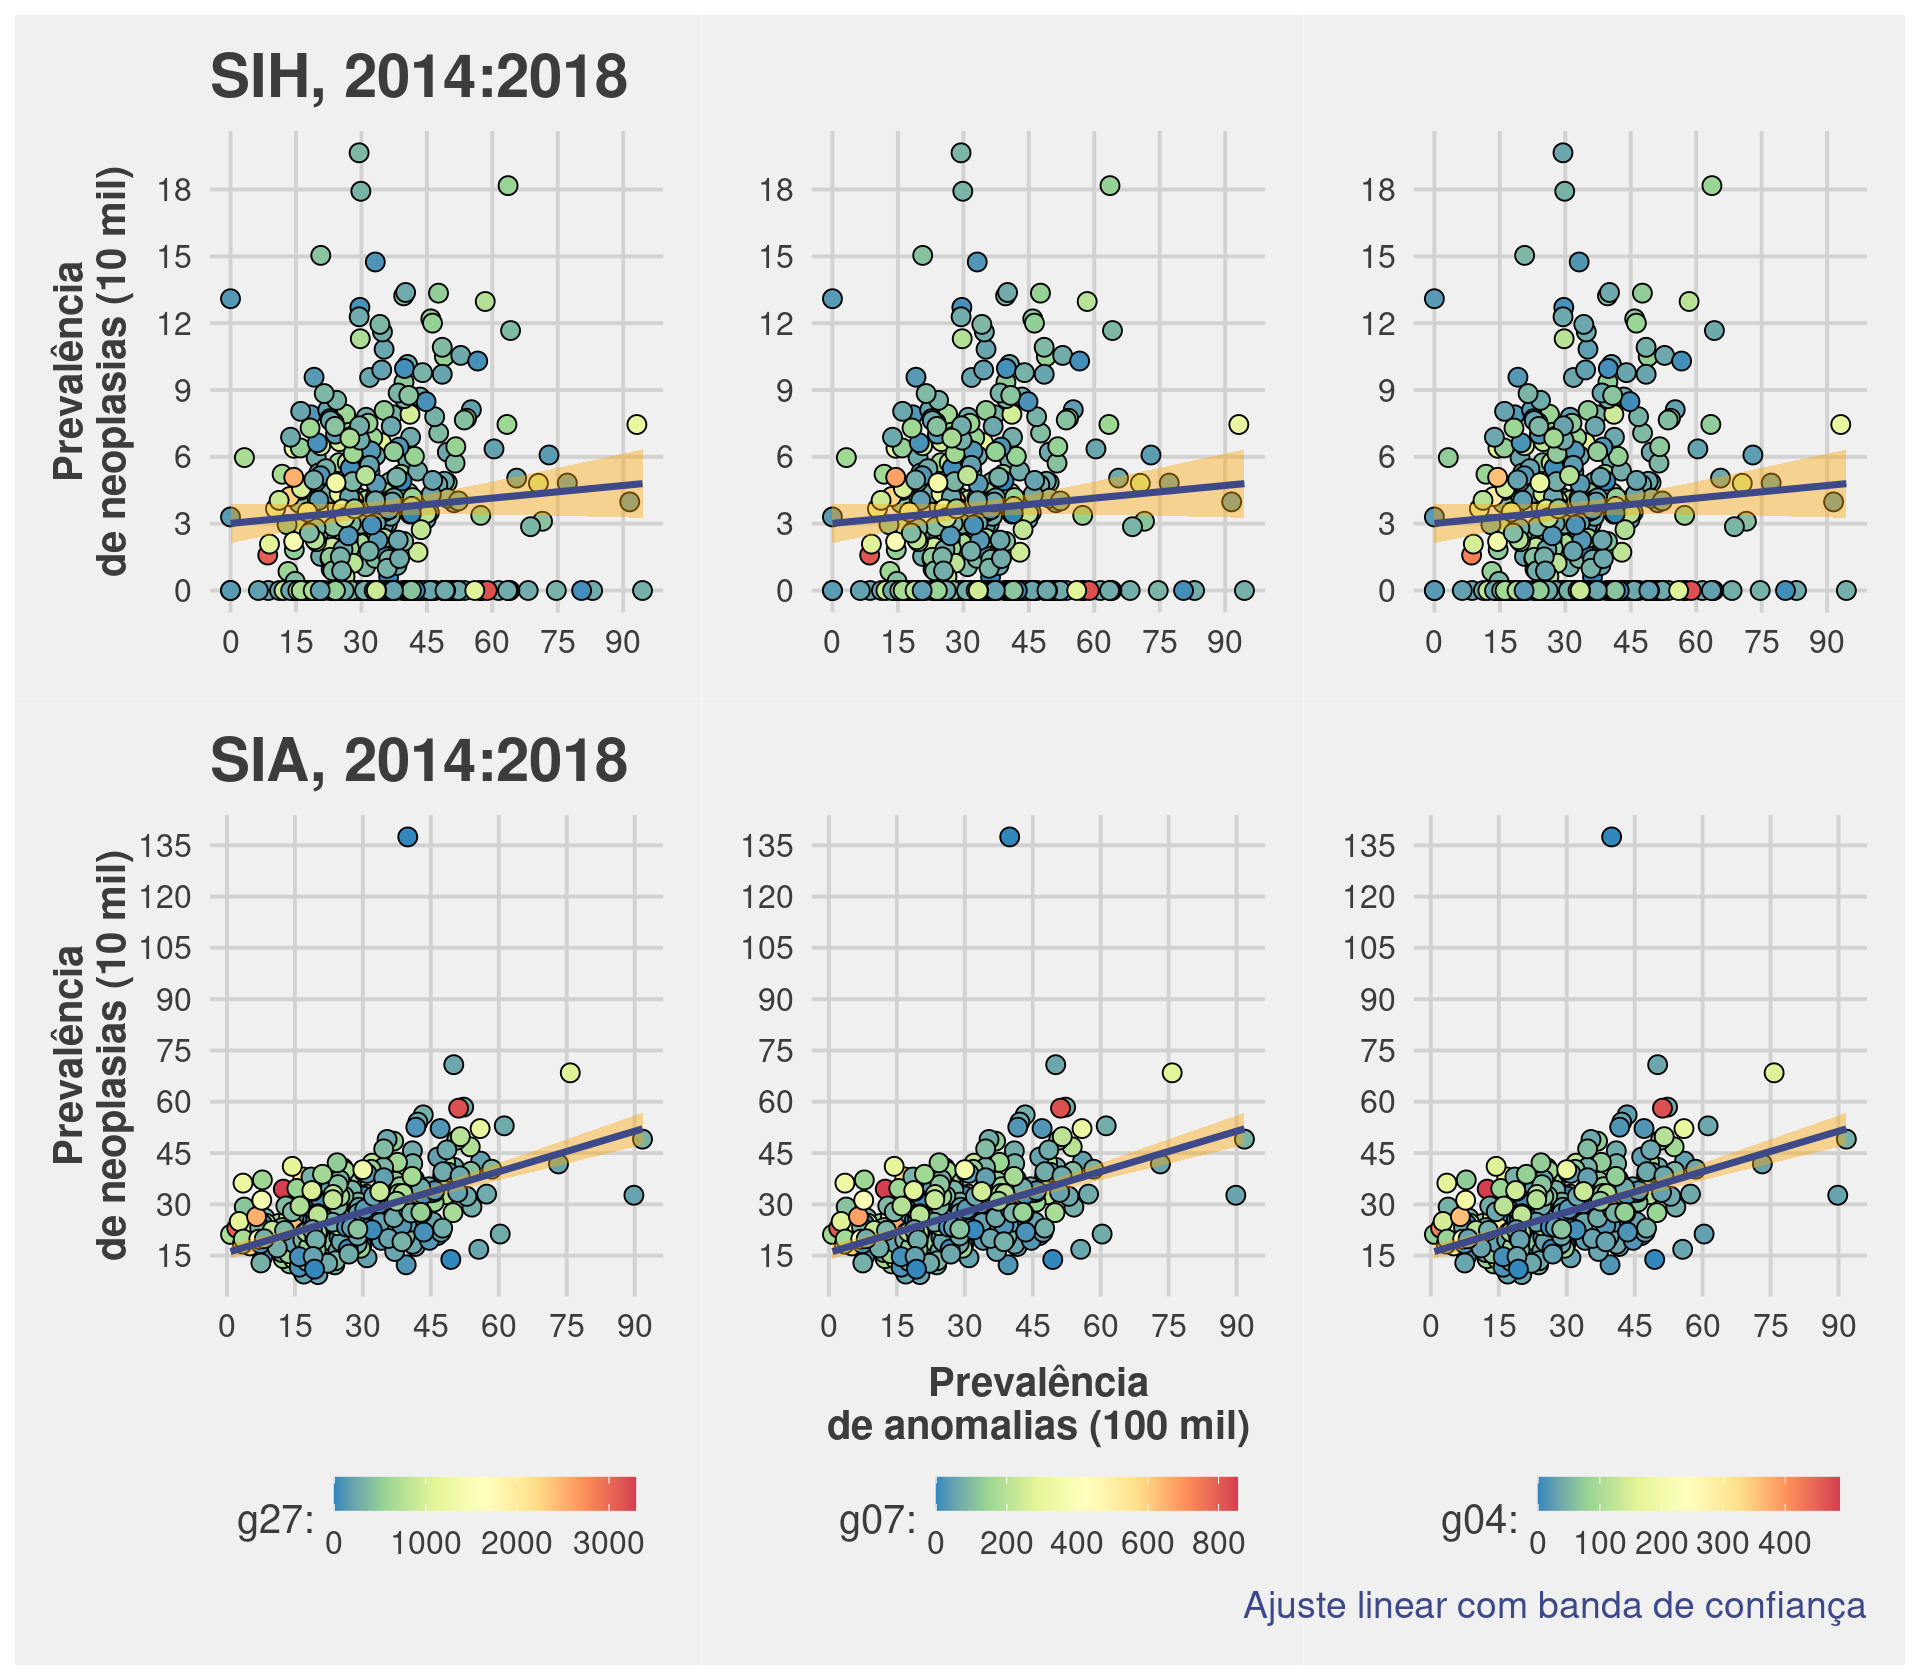 SIH, 2014:2018
Prevalência
de neoplasias (10 mil)
18 18 18
15 15 15
12 12 12
9 9 9
6 6 6
3 3 3
0 0 0
0 15 30 45 60 75 90 0 15 30 45 60 75 90 0 15 30 45 60 75 90
SIA, 2014:2018
Prevalência
de neoplasias (10 mil)
135 135 135
120 120 120
105 105 105
90 90 90
75 75 75
60 60 60
45 45 45
30 30 30
15 15 15
0 15 30 45 60 75 90 0 15 30 45 60 75 90 0 15 30 45 60 75 90
Prevalência
de anomalias (100 mil)
g27: g07: g04:
0 1000 2000 3000 0 200 400 600 800 0 100 200 300 400
Ajuste linear com banda de confiança